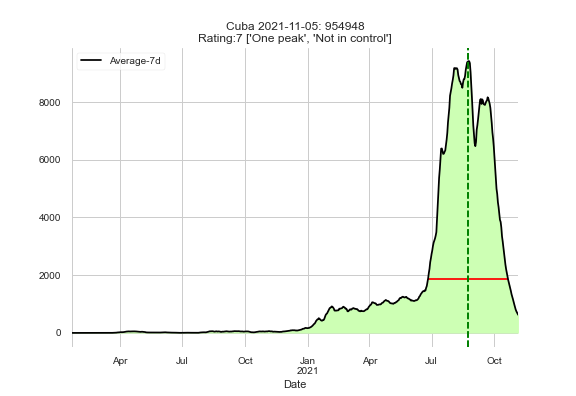 Cuba 2021-11-05: 954948
Rating:7 ['One peak', 'Not in control']
Average-7d
8000
6000
4000
2000
0
Apr Jul Oct Jan Apr Jul Oct
2021
Date